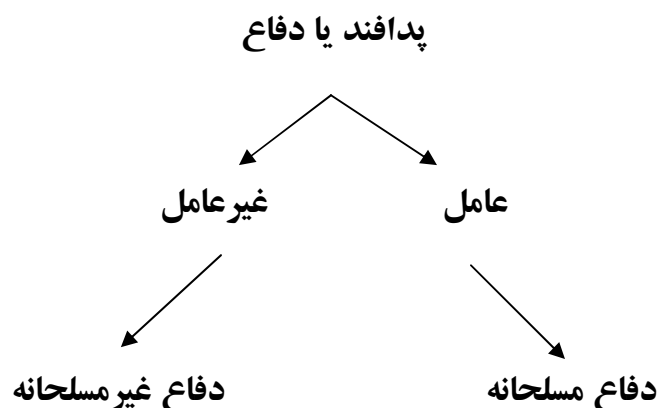 پدافند یا دفاع
عامل
غیرعامل
دفاع مسلحانه
دفاع غیرمسلحانه